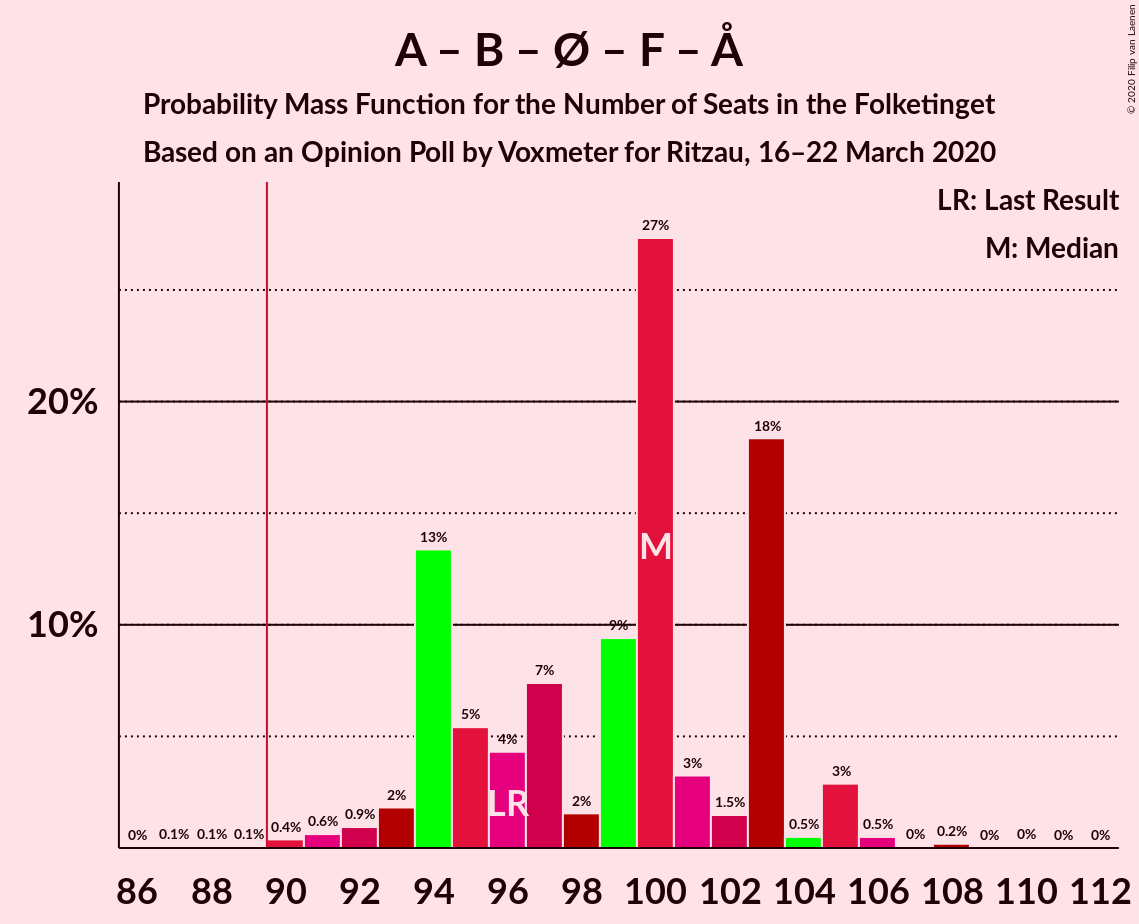 A – B – Ø – F – Å
Probability Mass Function for the Number of Seats in the Folketinget
Based on an Opinion Poll by Voxmeter for Ritzau, 16–22 March 2020
© 2020 Filip van Laenen
LR: Last Result
M: Median
20%
10%
0% 0.1% 0.1% 0.1% 0.4% 0.6% 0.9% 2% 13% 5% 4% 7% 2% 9% 27% 3% 1.5% 18% 0.5% 3% 0.5% 0% 0.2% 0% 0% 0% 0%
M
LR
86 88 90 92 94 96 98 100 102 104 106 108 110 112